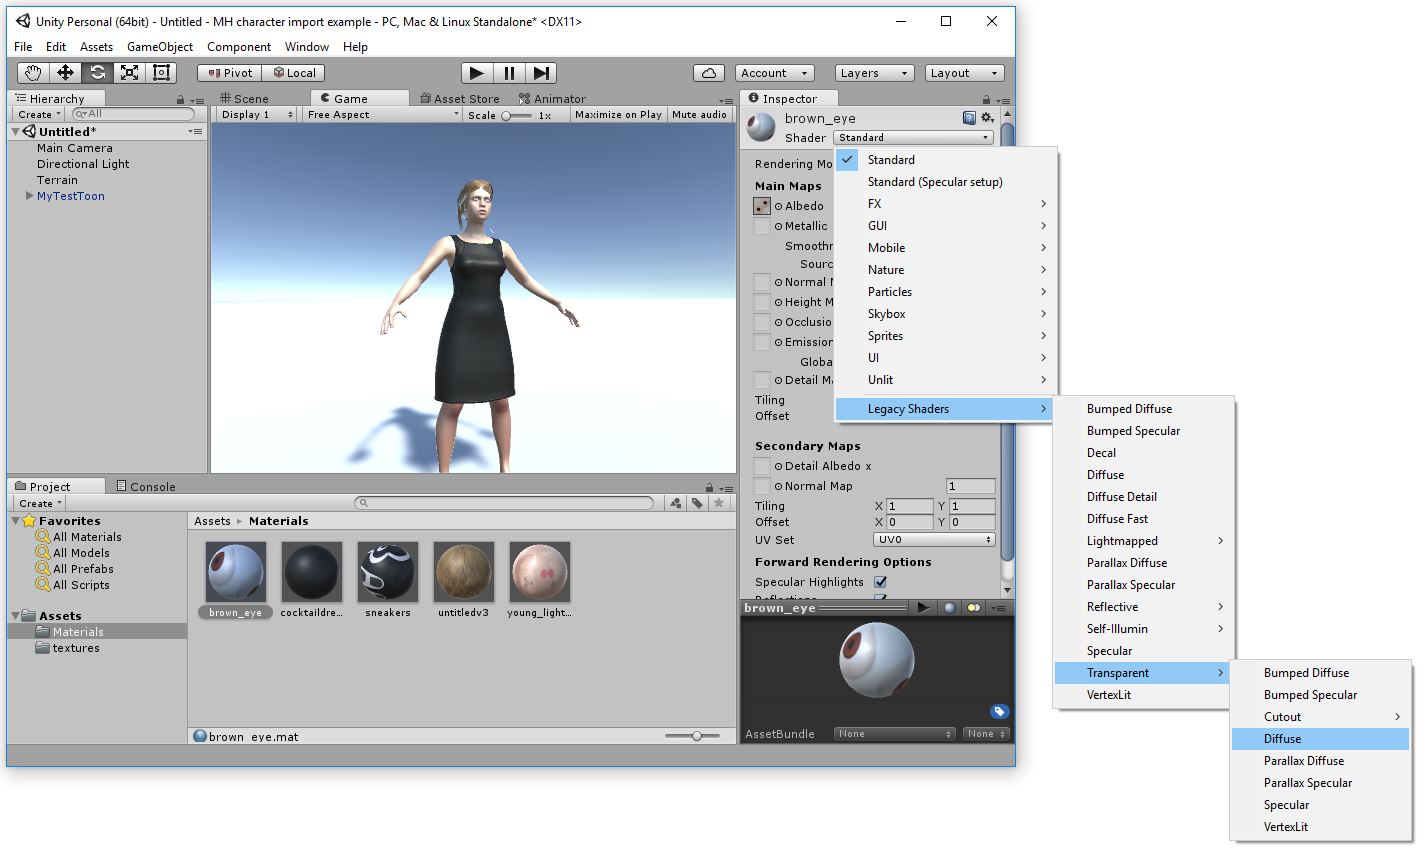 Unity Personal (64bit) - Untitled - MH character import example - PC, Mac & Linux Standalone* <DX11>
File Edit Assets GameObject Component Window Help
Pivot Local Account Layers Layout
Hierarchy
Create All
Untitled*
Main Camera
Directional Light
Terrain
MyTestToon
Scene Game Asset Store Animator
Display 1 Free Aspect Scale 1x Maximize on Play Mute audio
Inspector
brown_eye
Shader Standard
Rendering Mo
Main Maps
Albedo
Metallic
Smoothn
Sourc
Normal M
Height M
Occlusio
Emission
Globa
Detail Ma
Tiling
Offset
Secondary Maps
Detail Albedo x
Normal Map 1
Tiling X 1 Y 1
Offset X 0 Y 0
UV Set UV0
Forward Rendering Options
Specular Highlights
Reflections
brown_eye
AssetBundle None None
Standard
Standard (Specular setup)
FX
GUI
Mobile
Nature
Particles
Skybox
Sprites
UI
Unlit
Legacy Shaders
Bumped Diffuse
Bumped Specular
Decal
Diffuse
Diffuse Detail
Diffuse Fast
Lightmapped
Parallax Diffuse
Parallax Specular
Reflective
Self-Illumin
Specular
Transparent
VertexLit
Bumped Diffuse
Bumped Specular
Cutout
Diffuse
Parallax Diffuse
Parallax Specular
Specular
VertexLit
Project Console
Create
Favorites
All Materials
All Models
All Prefabs
All Scripts
Assets
Materials
textures
Assets Materials
brown_eye cocktaildre... sneakers untitledv3 young_light...
brown_eye.mat